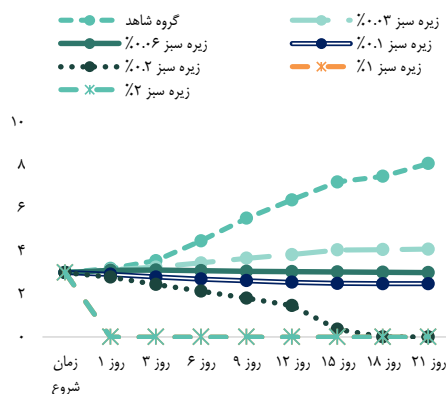 گروه شاهد
زیره سبز ۰.۰۳٪
زیره سبز ۰.۰۶٪
زیره سبز ۰.۱٪
زیره سبز ۰.۲٪
زیره سبز ۱٪
زیره سبز ۲٪
۱۰
۸
۶
۴
۲
۰
زمان شروع
روز ۱
روز ۳
روز ۶
روز ۹
روز ۱۲
روز ۱۵
روز ۱۸
روز ۲۱